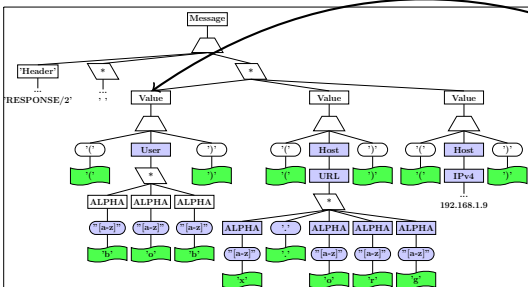 Message
'Header' * *
... ...
'RESPONSE/2' ' ' Value Value Value
'(' User ')' '(' Host ')' '(' Host ')'
'(' * ')' '(' URL ')' '(' IPv4 ')'
* ...
ALPHA ALPHA ALPHA 192.168.1.9
"[a-z]" "[a-z]" "[a-z]" ALPHA '.' ALPHA ALPHA ALPHA
'b' 'o' 'b' "[a-z]" '.' "[a-z]" "[a-z]" "[a-z]"
'x' 'o' 'r' 'g'